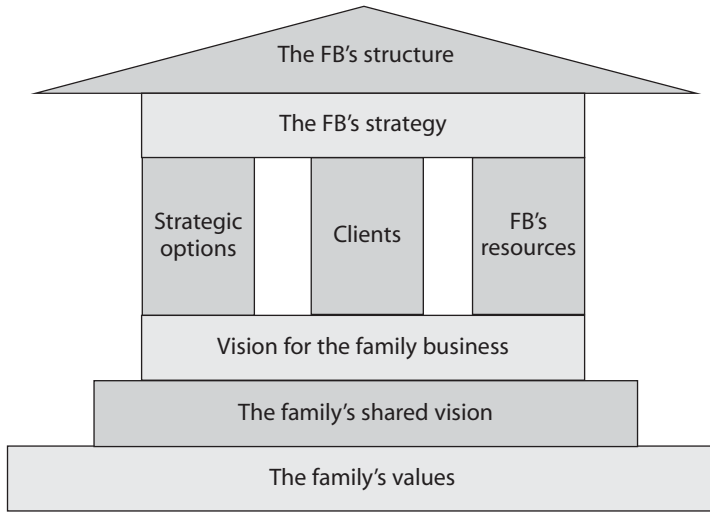 The FB’s structure
The FB’s strategy
Strategic
options
Clients
FB’s
resources
Vision for the family business
The family’s shared vision
The family’s values